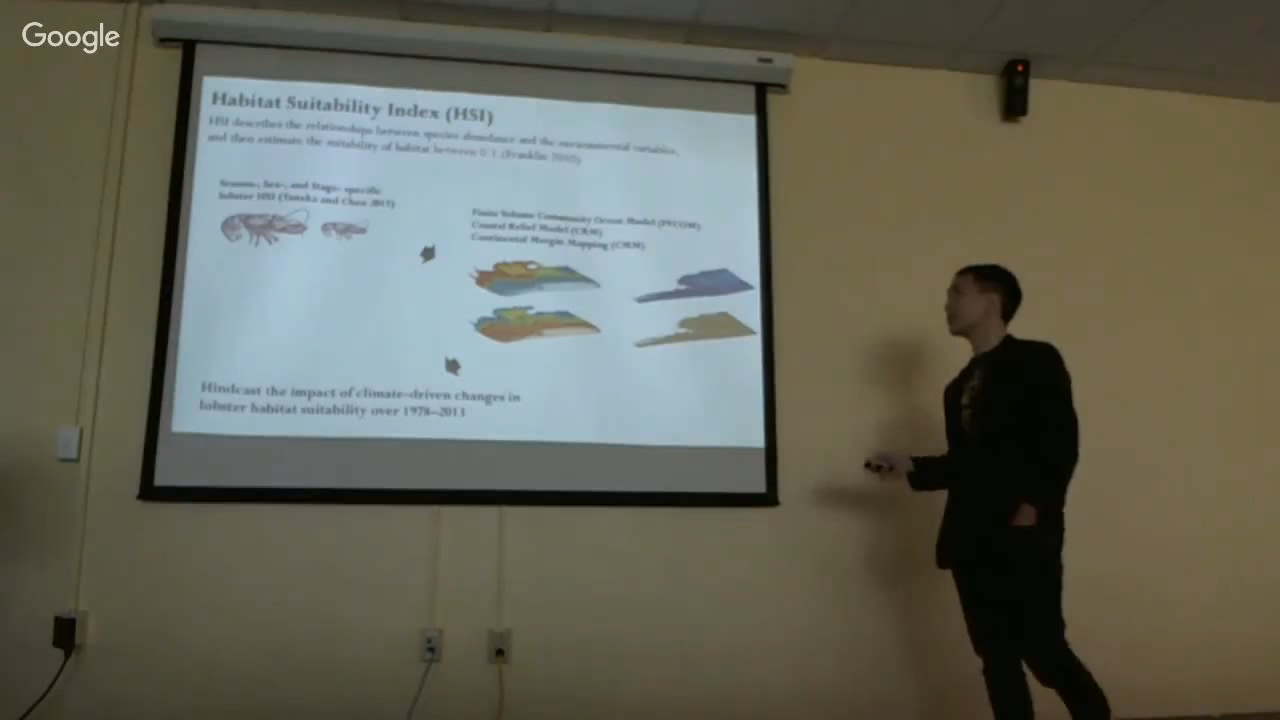 Google
Habitat Suitability Index (HSI)
HSI describes the relationships between species abundance and the environmental variables,
and then estimate the suitability of habitat between 0-1 (Franklin 2010)
Season-, Sex-, and Stage- specific
lobster HSI (Tanaka and Chen 2015)
Finite Volume Community Ocean Model (FVCOM)
Coastal Relief Model (CRM)
Continental Margin Mapping (CMM)
Hindcast the impact of climate-driven changes in
lobster habitat suitability over 1978-2013